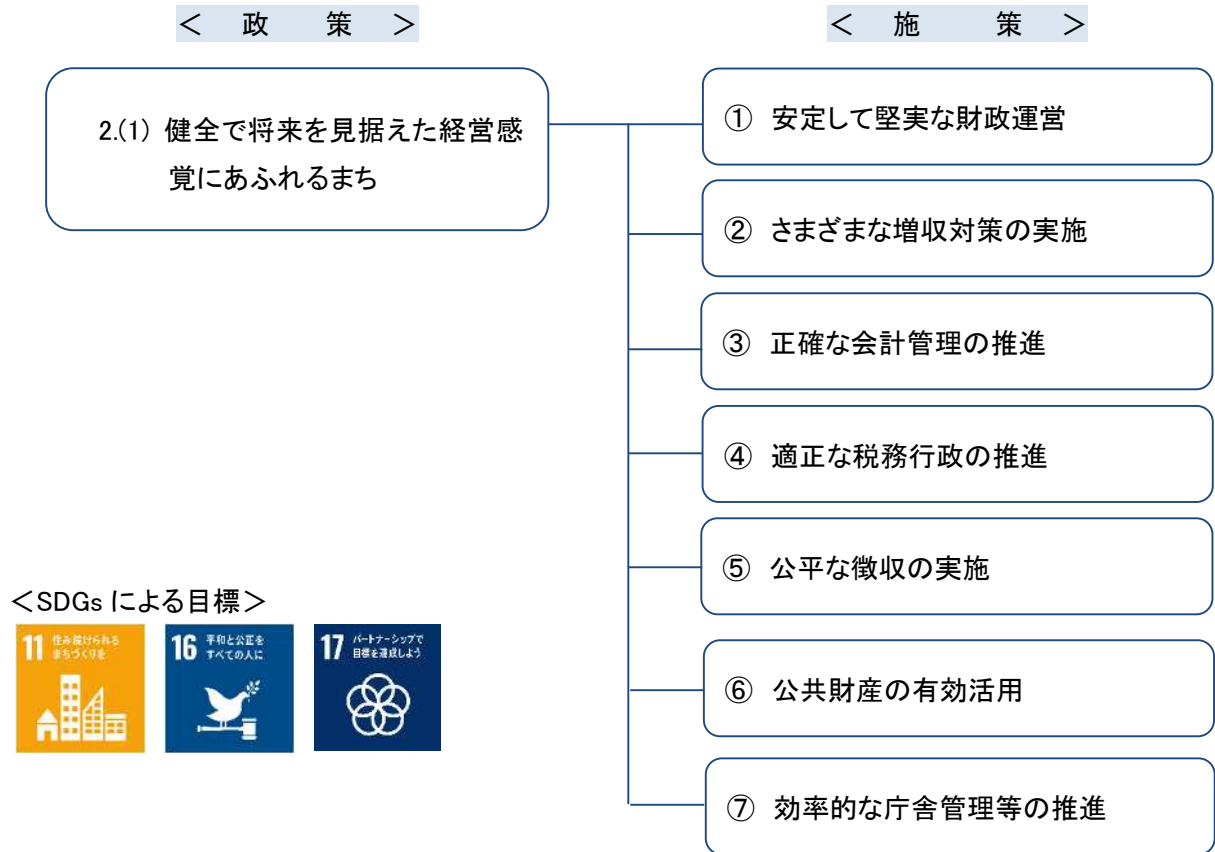 ＜ 政 策 ＞
＜ 施 策 ＞
2.(1) 健全で将来を見据えた経営感
覚にあふれるまち
① 安定して堅実な財政運営
② さまざまな増収対策の実施
③ 正確な会計管理の推進
④ 適正な税務行政の推進
⑤ 公平な徴収の実施
⑥ 公共財産の有効活用
⑦ 効率的な庁舎管理等の推進
＜SDGs による目標＞
11 住み続けられる
まちづくりを
16 平和と公正を
すべての人に
17 パートナーシップで
目標を達成しよう